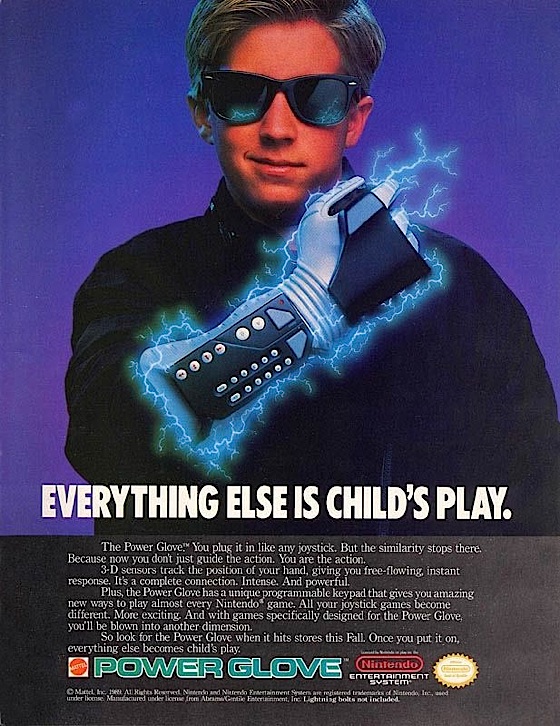 EVERYTHING ELSE IS CHILD'S PLAY.
The Power Glove.™ You plug it in like any joystick. But the similarity stops there.
Because now you don't just guide the action. You are the action.
3-D sensors track the position of your hand, giving you free-flowing, instant
response. It's a complete connection. Intense. And powerful.
Plus, the Power Glove has a unique programmable keypad that gives you amazing
new ways to play almost every Nintendo® game. All your joystick games become
different. More exciting. And with games specifically designed for the Power Glove,
you'll be blown into another dimension.
So look for the Power Glove when it hits stores this Fall. Once you put it on,
everything else becomes child's play.
MATTEL POWER GLOVE™
Licensed by Nintendo for play on the
Nintendo®
ENTERTAINMENT
SYSTEM®
© Mattel, Inc. 1989. All Rights Reserved. Nintendo and Nintendo Entertainment System are registered trademarks of Nintendo, Inc., used
under license. Manufactured under license from Abrams/Gentile Entertainment, Inc. Lightning bolts not included.